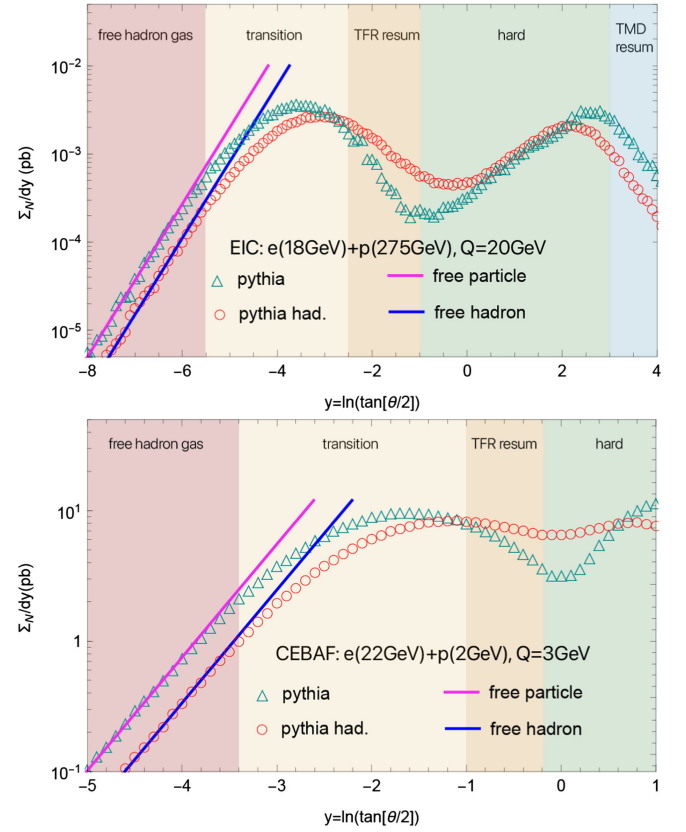 free hadron gas transition TFR resum hard TMD resum
10⁻²
10⁻³
10⁻⁴
10⁻⁵
Σ_N/dy (pb)
EIC: e(18GeV)+p(275GeV), Q=20GeV
pythia free particle
pythia had. free hadron
−8 −6 −4 −2 0 2 4
y=ln(tan[θ/2])
free hadron gas transition TFR resum hard
10¹
1
10⁻¹
Σ_N/dy(pb)
CEBAF: e(22GeV)+p(2GeV), Q=3GeV
pythia free particle
pythia had. free hadron
−5 −4 −3 −2 −1 0 1
y=ln(tan[θ/2])